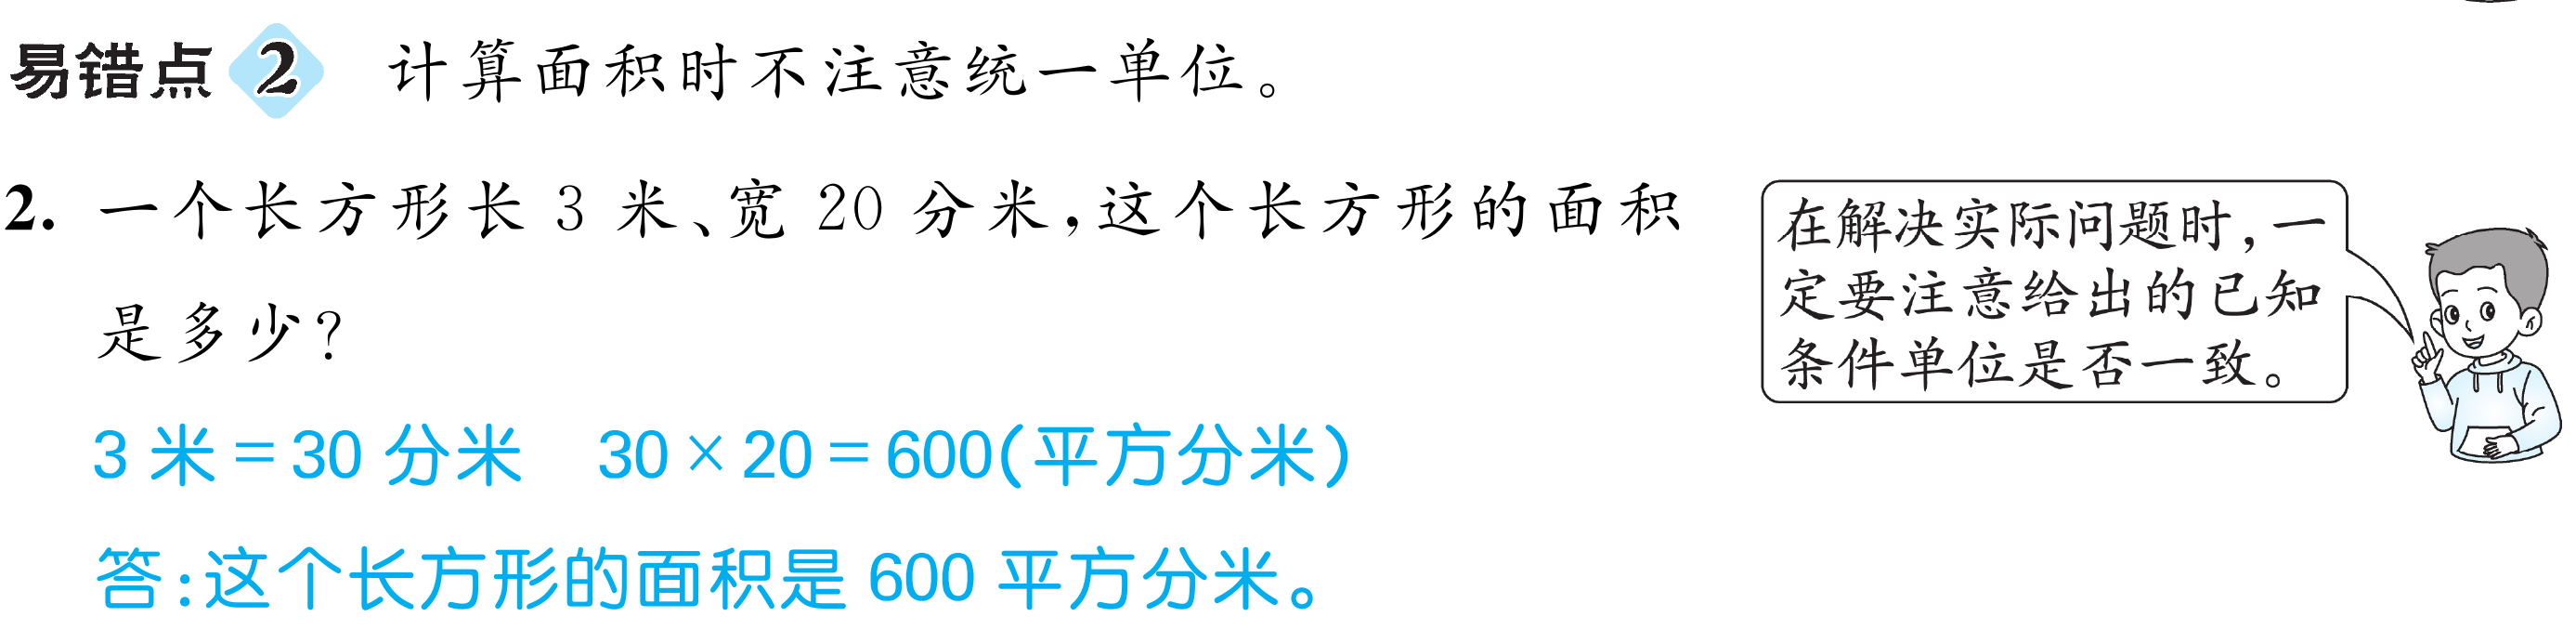 易错点 2 计算面积时不注意统一单位。
2. 一个长方形长 3 米、宽 20 分米,这个长方形的面积
是多少?
在解决实际问题时,一
定要注意给出的已知
条件单位是否一致。
3 米=30 分米 30×20=600(平方分米)
答:这个长方形的面积是 600 平方分米。